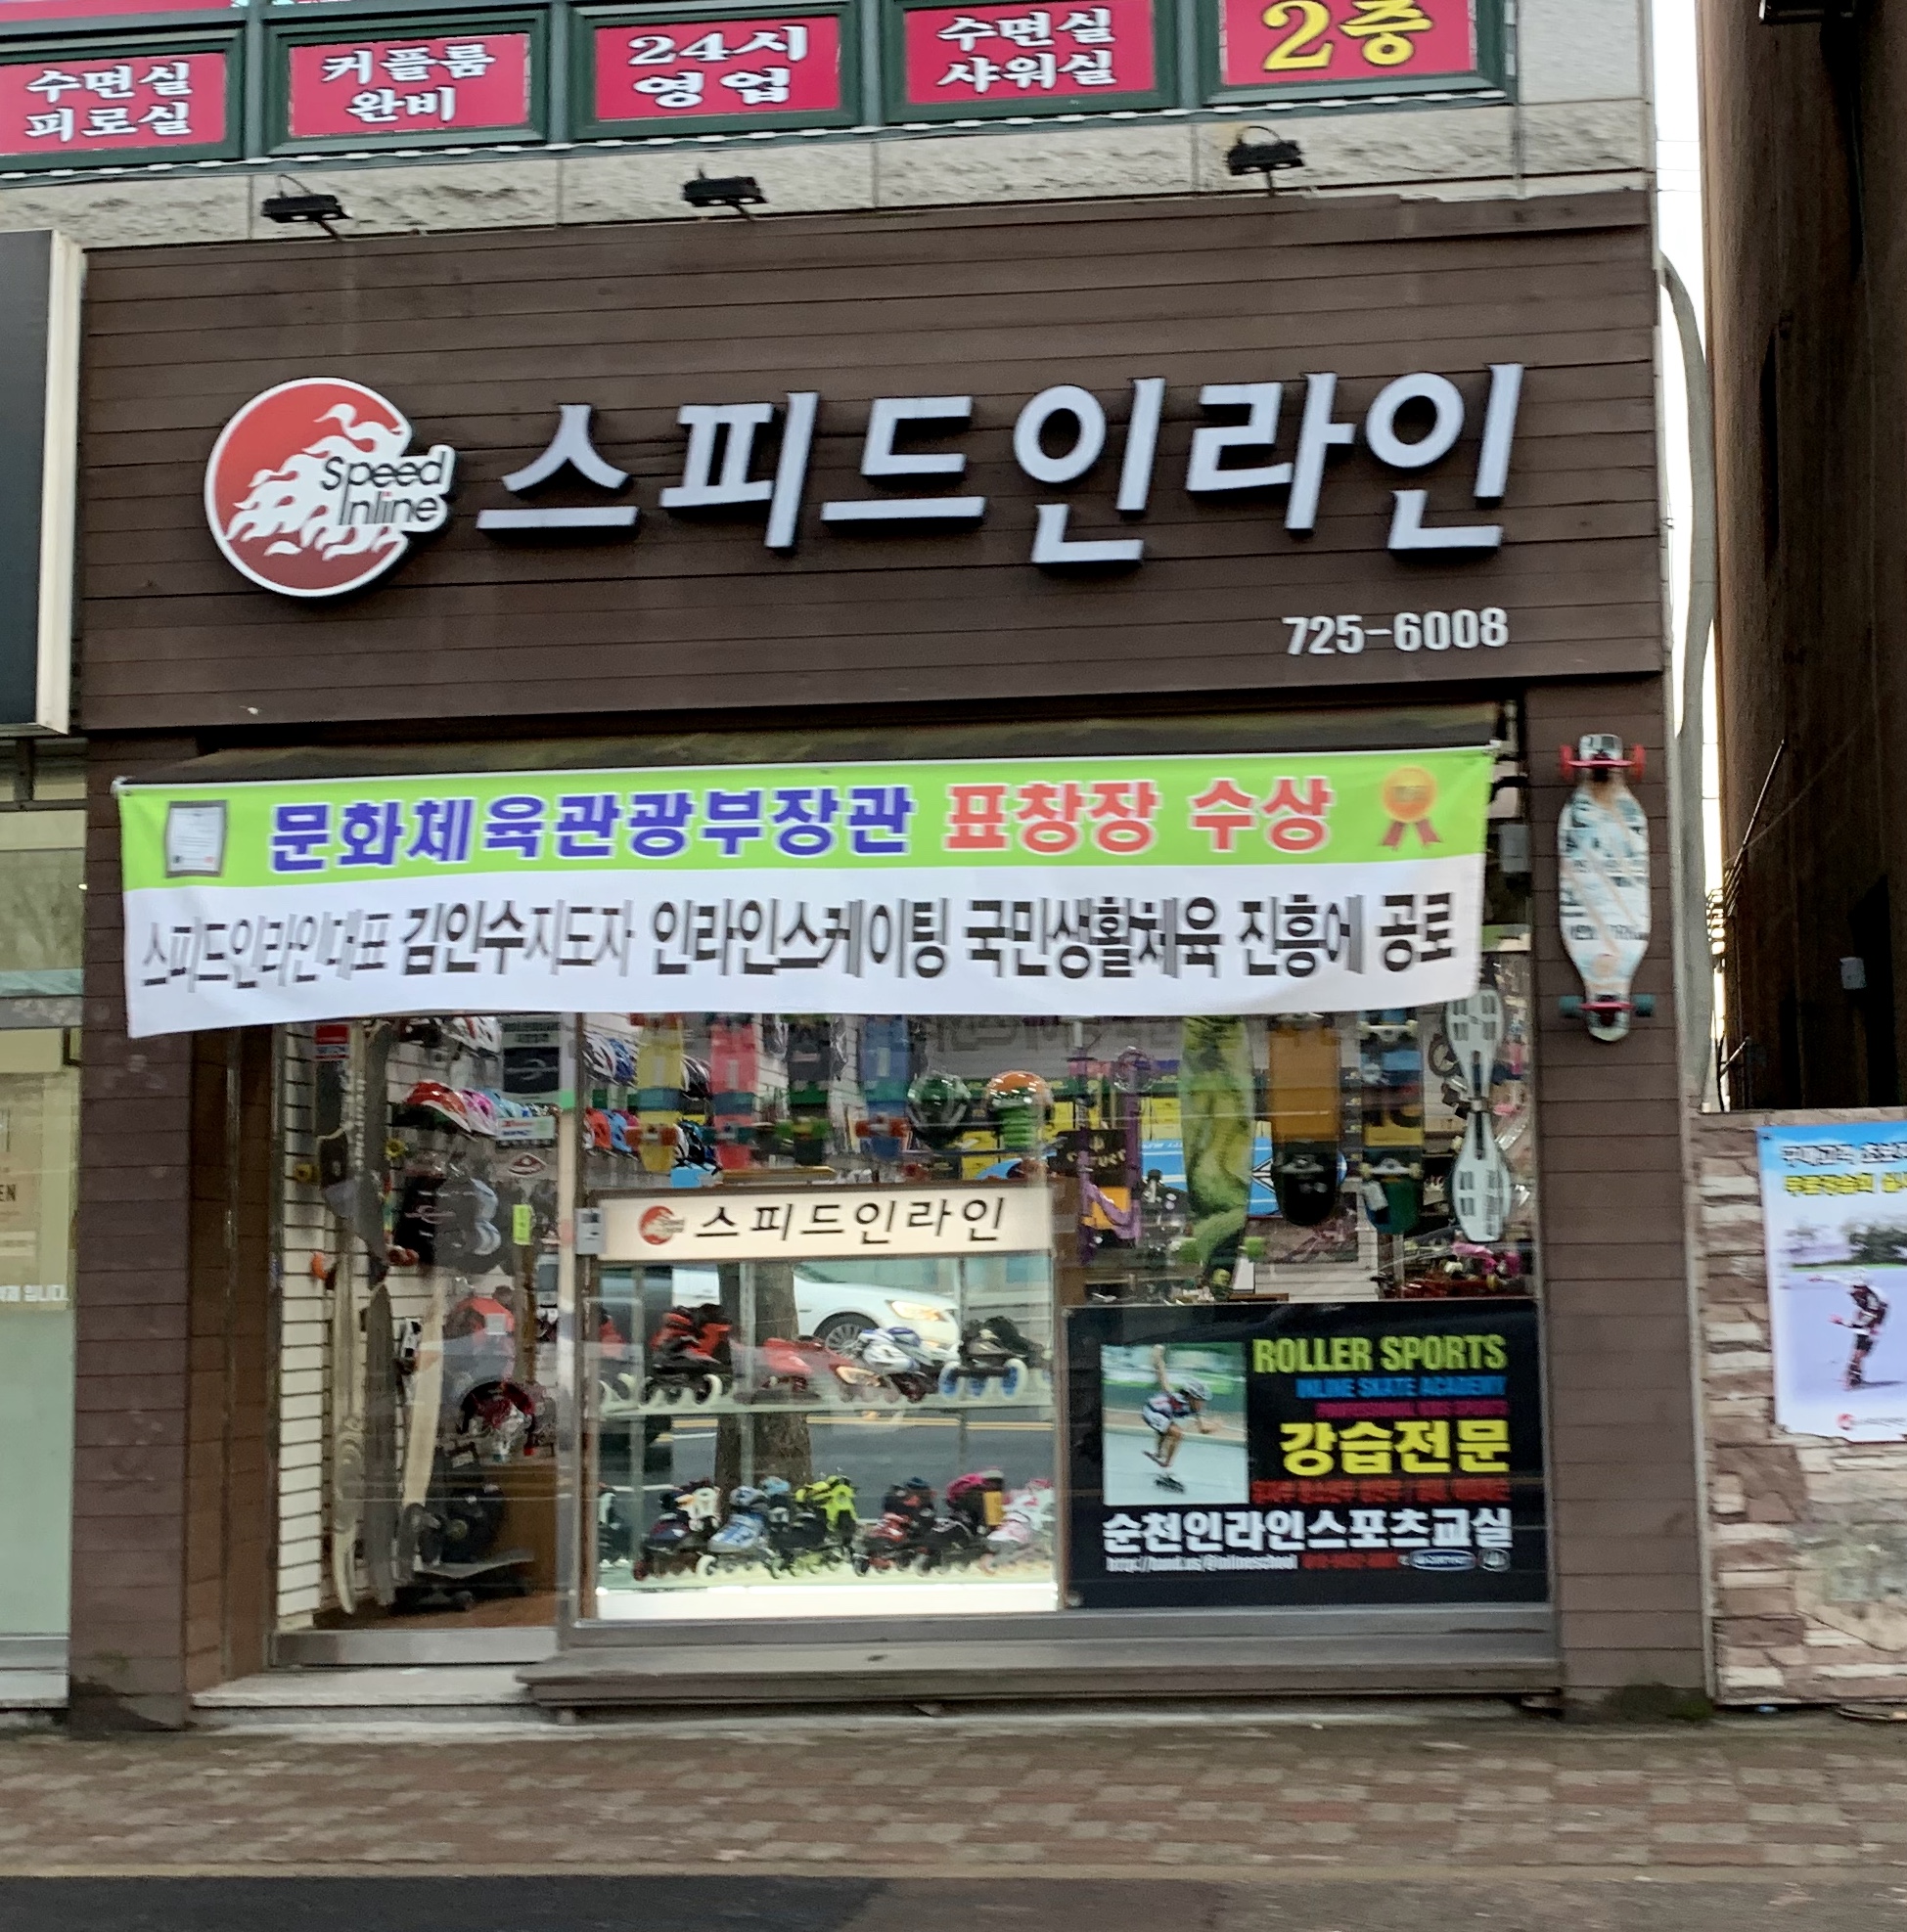 수면실
피로실
커플룸
완비
24시
영업
수면실
샤워실
2층
Speed
Inline
스피드인라인
725-6008
문화체육관광부장관 표창장 수상
스피드인라인대표 김인수지도자 인라인스케이팅 국민생활체육 진흥에 공로
스피드인라인
ROLLER SPORTS
INLINE SKATE ACADEMY
강습전문
순천인라인스포츠교실